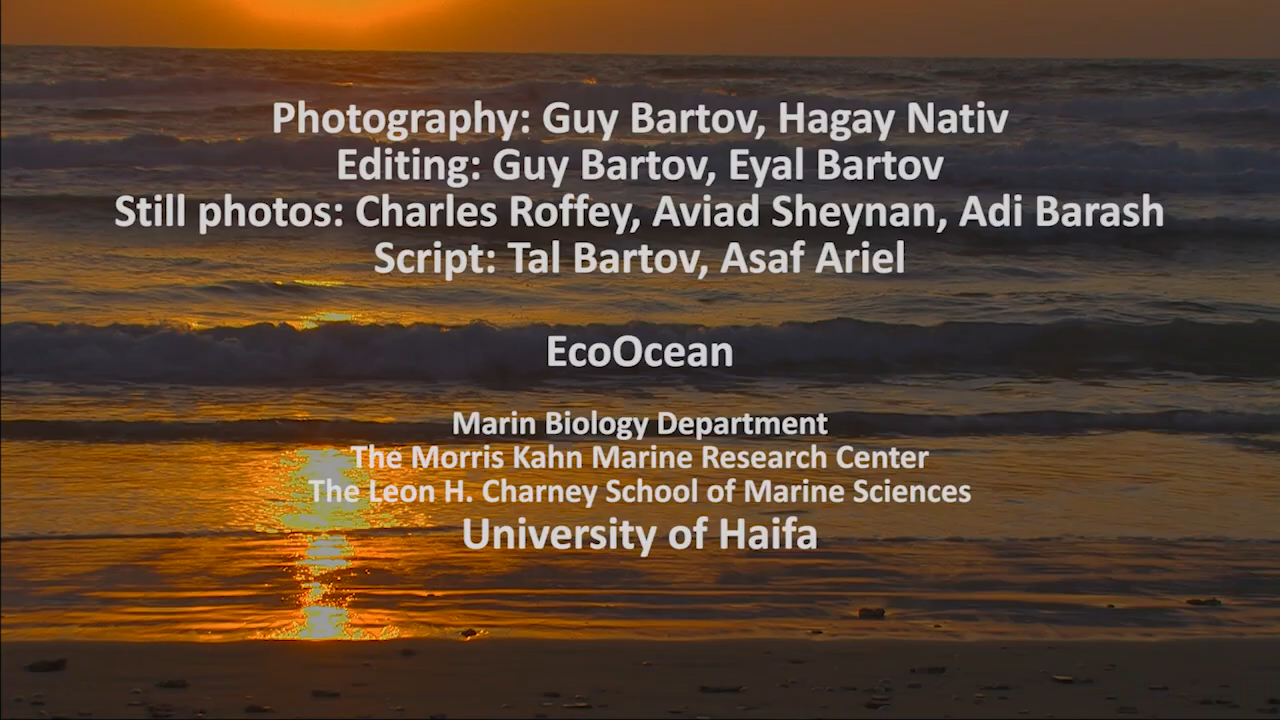 Photography: Guy Bartov, Hagay Nativ
Editing: Guy Bartov, Eyal Bartov
Still photos: Charles Roffey, Aviad Sheynan, Adi Barash
Script: Tal Bartov, Asaf Ariel
EcoOcean
Marin Biology Department
The Morris Kahn Marine Research Center
The Leon H. Charney School of Marine Sciences
University of Haifa